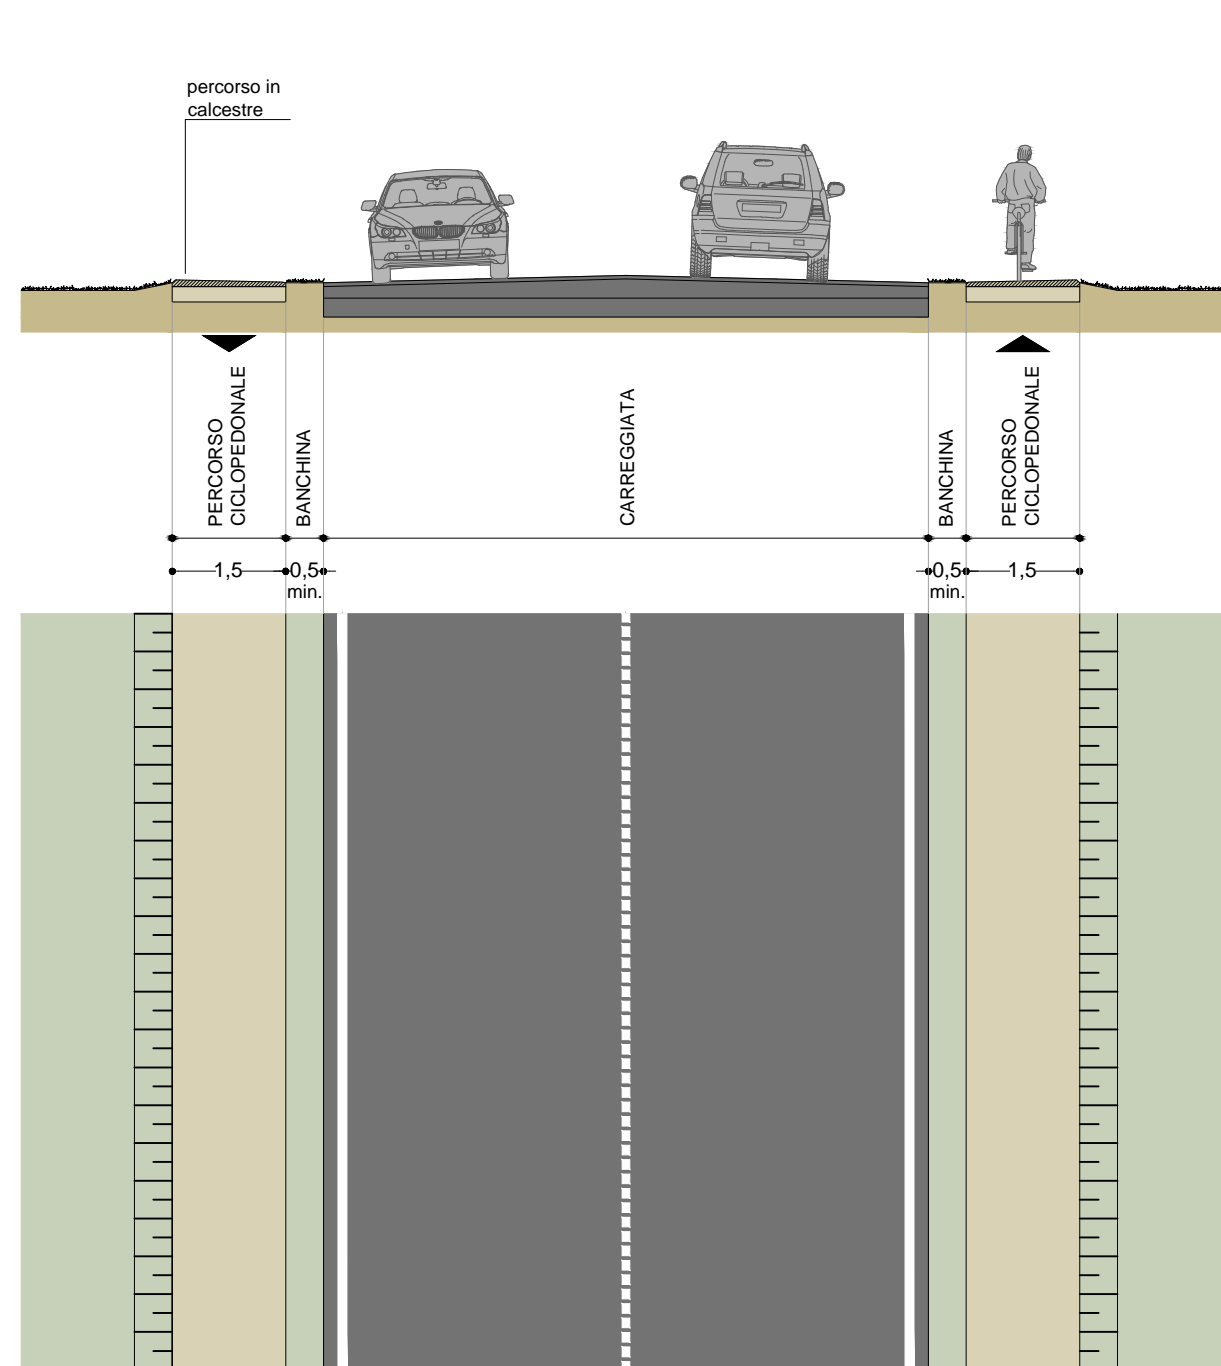 percorso in
calcestre
PERCORSO
CICLOPEDONALE
BANCHINA
CARREGGIATA
BANCHINA
PERCORSO
CICLOPEDONALE
1,5
0,5
min.
0,5
min.
1,5